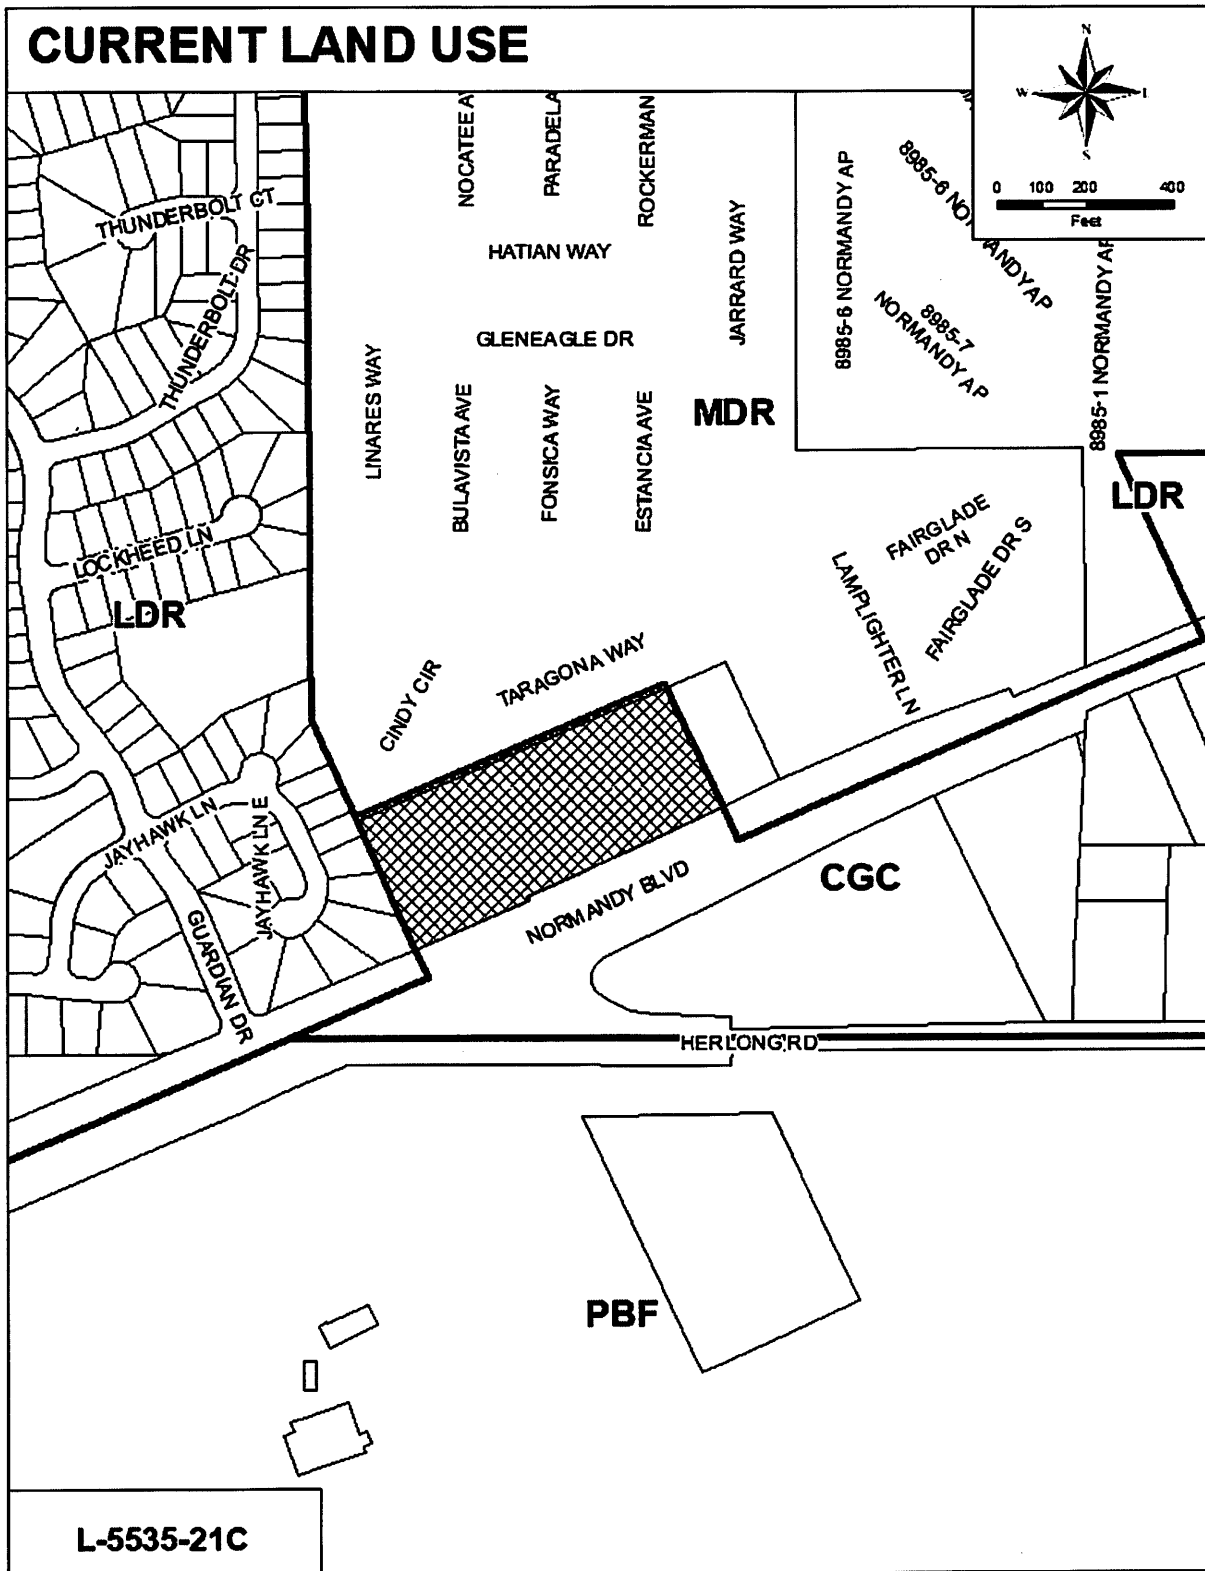 CURRENT LAND USE
N
W
S
0 100 200 400
Feet
NOCATEE A
PARADELA
ROCKERMAN
8985-6 NORMANDY AP
THUNDERBOLT CT
HATIAN WAY
JARRARD WAY
8985-6 NORMANDY AP
8985-7
NORMANDY AP
8985-1 NORMANDY AP
THUNDERBOLT DR
GLENEAGLE DR
LINARES WAY
BULAVISTA AVE
FONSICA WAY
ESTANCIA AVE
MDR
LDR
FAIRGLADE
DR N
FAIRGLADE DR S
LAMPLIGHTER LN
LOCKHEED LN
LDR
CINDY CIR
TARAGONA WAY
JAYHAWK LN
JAYHAWK LN E
GUARDIAN DR
NORMANDY BLVD
CGC
HERLONG RD
PBF
L-5535-21C